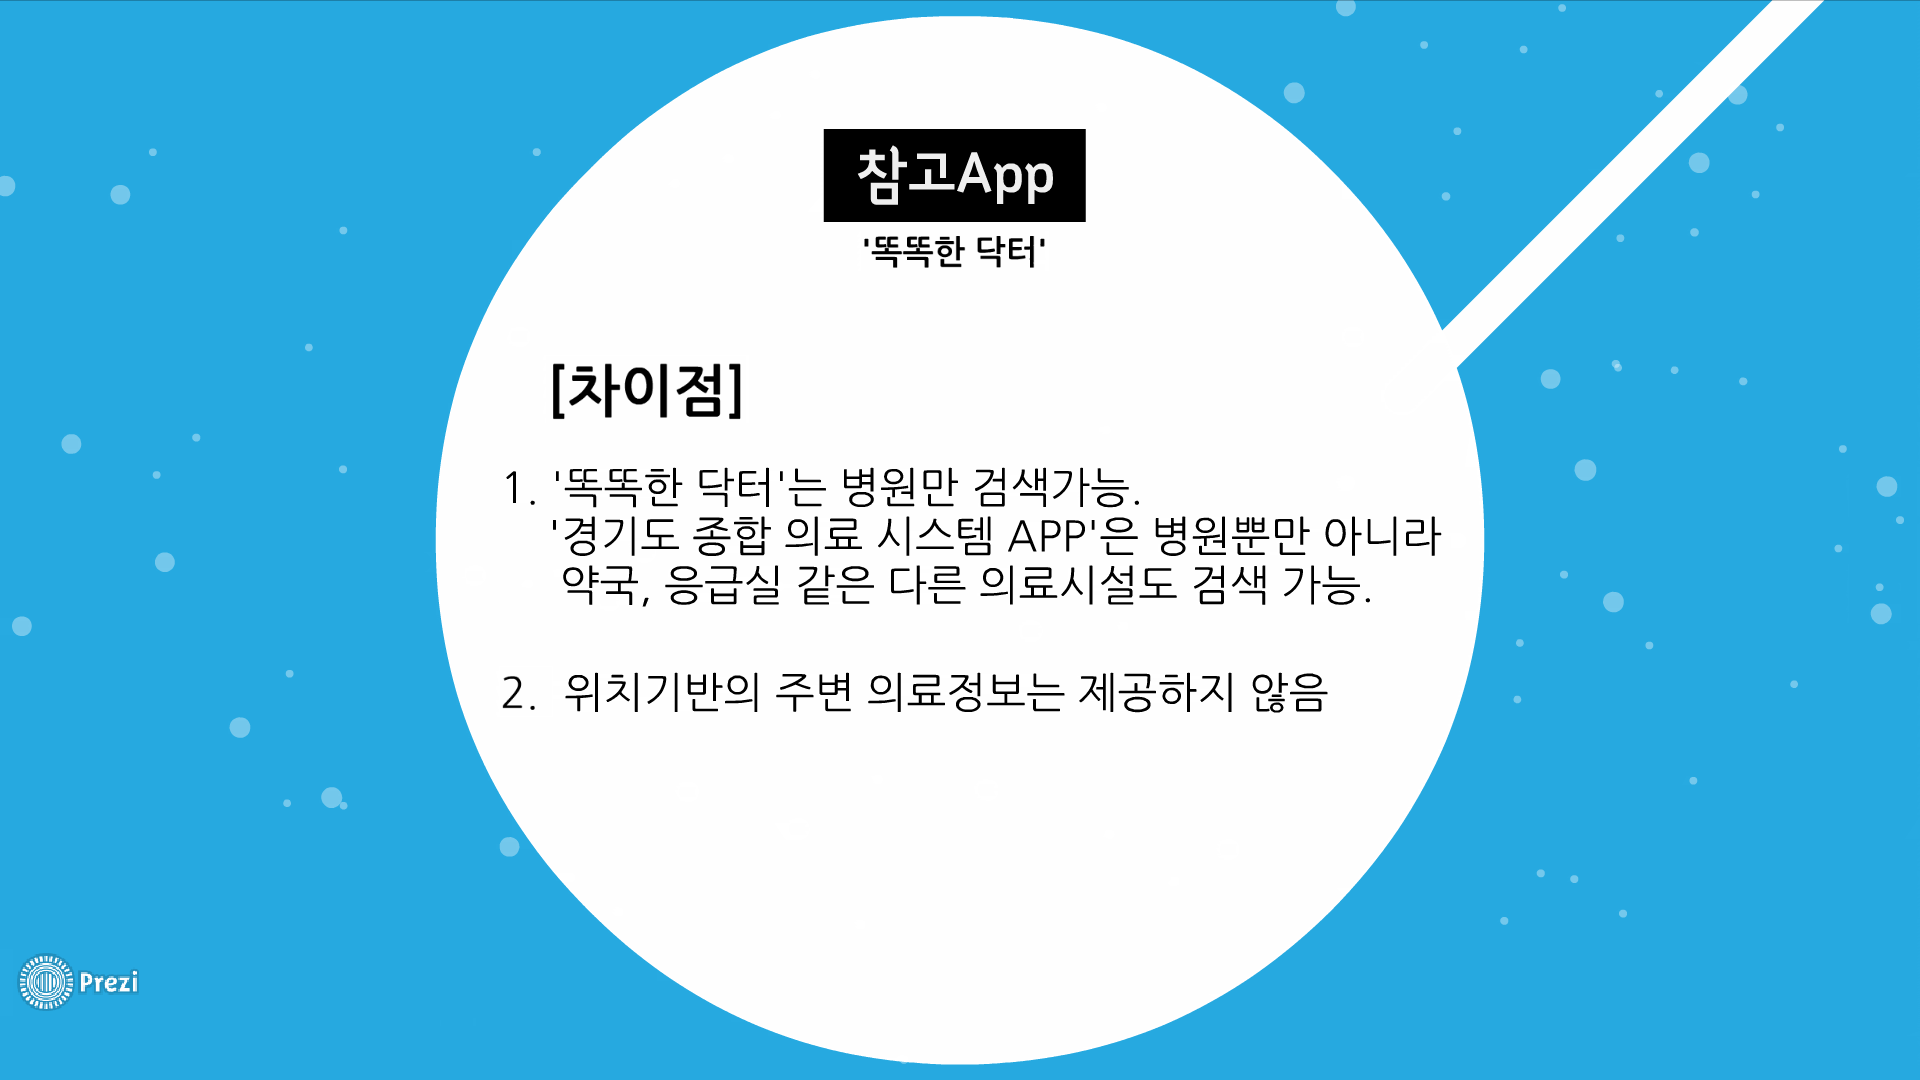 참고App
'똑똑한 닥터'
[차이점]
1. '똑똑한 닥터'는 병원만 검색가능.
'경기도 종합 의료 시스템 APP'은 병원뿐만 아니라
약국, 응급실 같은 다른 의료시설도 검색 가능.
2. 위치기반의 주변 의료정보는 제공하지 않음
Prezi